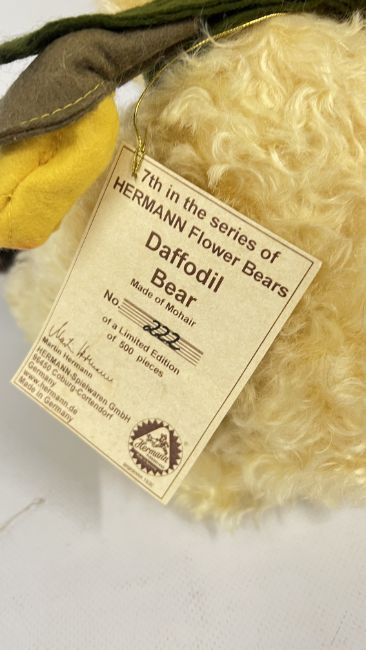 7th in the series of
HERMANN Flower Bears
Daffodil
Bear
Made of Mohair
No 222
of a Limited Edition
of 500 pieces
Martin Hermann
HERMANN-Spielwaren GmbH
96450 Coburg-Cortendorf
Germany
www.hermann.de
Made in Germany
Hermann